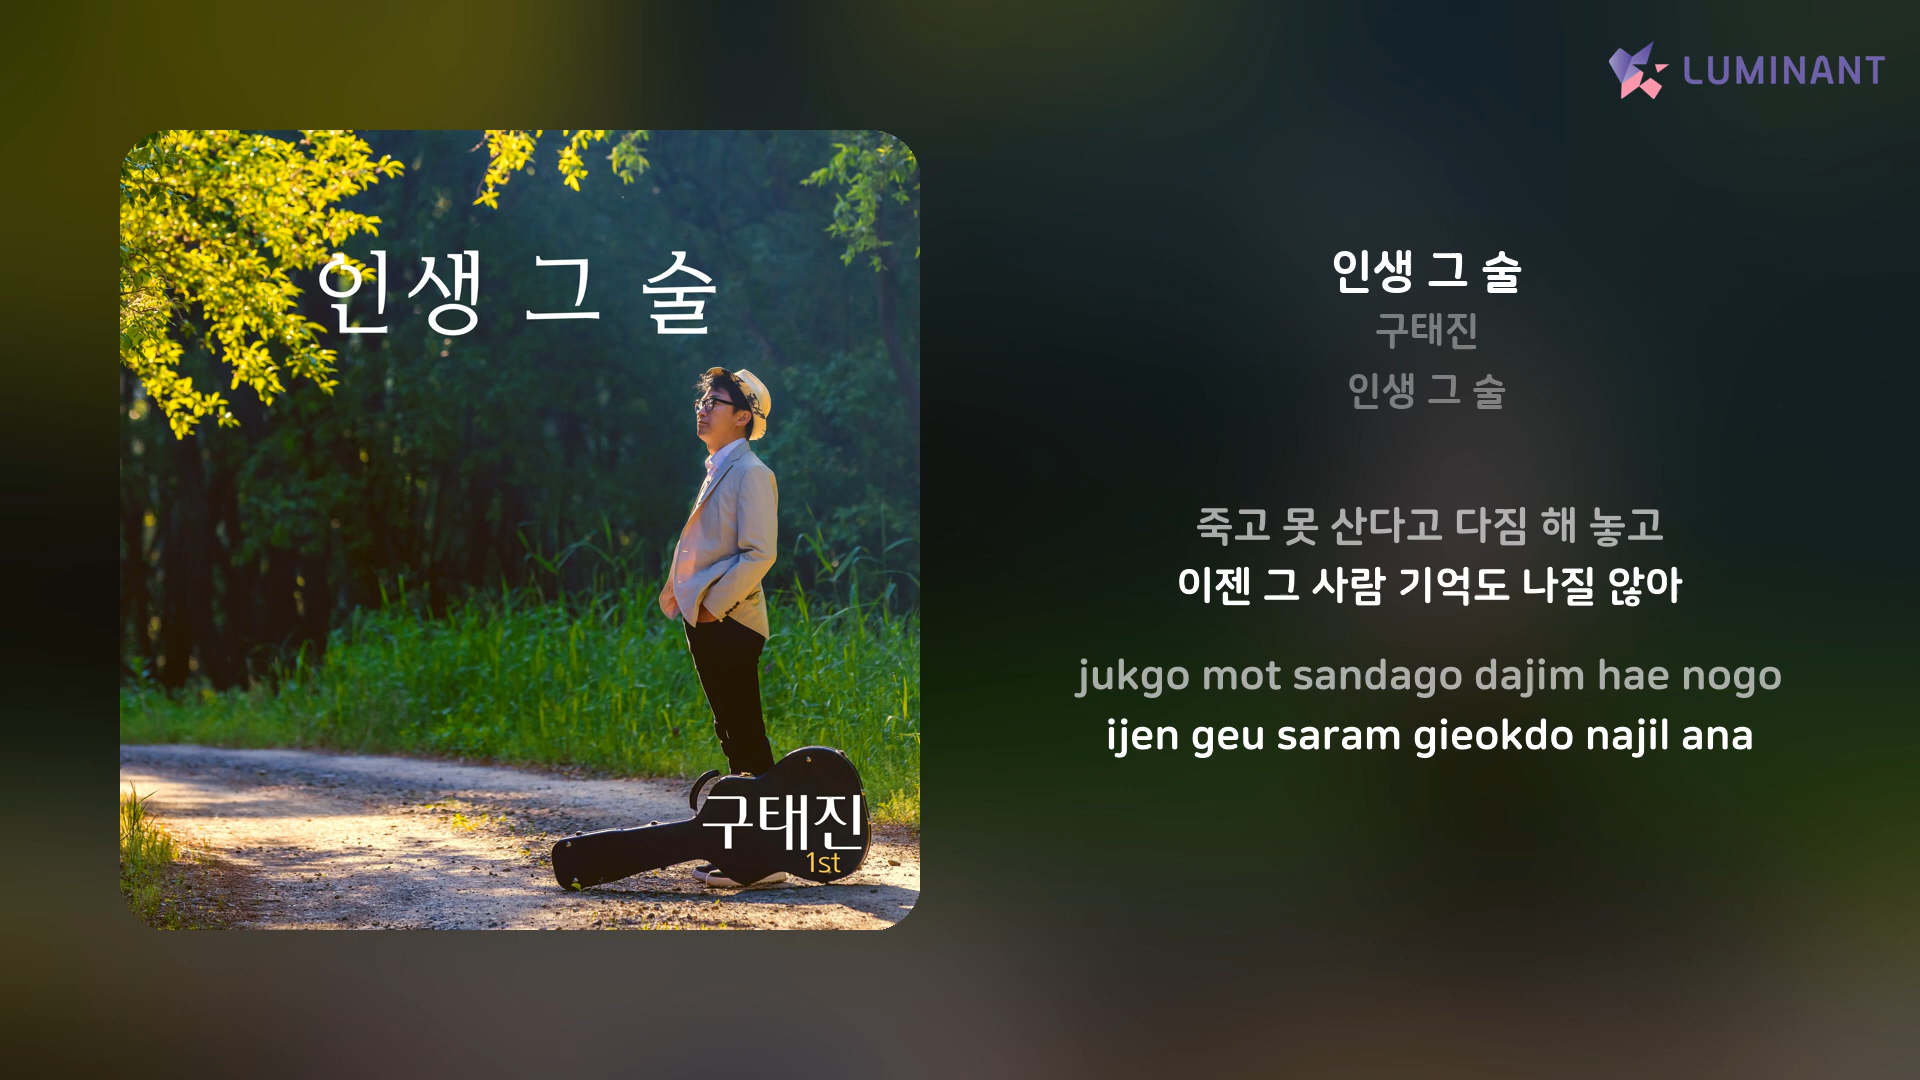 인생 그 술
구태진
1st
LUMINANT
인생 그 술
구태진
인생 그 술
죽고 못 산다고 다짐 해 놓고
이젠 그 사람 기억도 나질 않아
jukgo mot sandago dajim hae nogo
ijen geu saram gieokdo najil ana